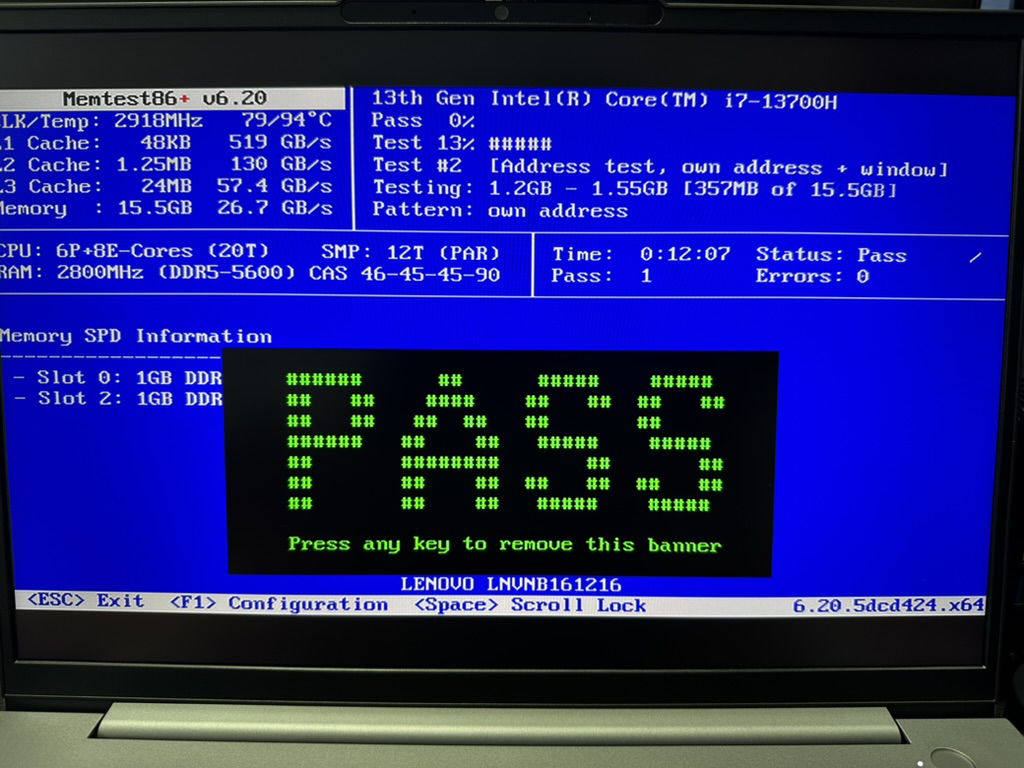 Memtest86+ v6.20
LK/Temp: 2918MHz 79/94°C
1 Cache: 48KB 519 GB/s
2 Cache: 1.25MB 130 GB/s
3 Cache: 24MB 57.4 GB/s
Memory : 15.5GB 26.7 GB/s
13th Gen Intel(R) Core(TM) i7-13700H
Pass 0%
Test 13% #####
Test #2 [Address test, own address + window]
Testing: 1.2GB - 1.55GB [357MB of 15.5GB]
Pattern: own address
CPU: 6P+8E-Cores (20T) SMP: 12T (PAR)
RAM: 2800MHz (DDR5-5600) CAS 46-45-45-90
Time: 0:12:07 Status: Pass /
Pass: 1 Errors: 0
Memory SPD Information
- Slot 0: 1GB DDR
- Slot 2: 1GB DDR
PASS
Press any key to remove this banner
LENOVO LNVNB161216
<ESC> Exit <F1> Configuration <Space> Scroll Lock 6.20.5dcd424.x64